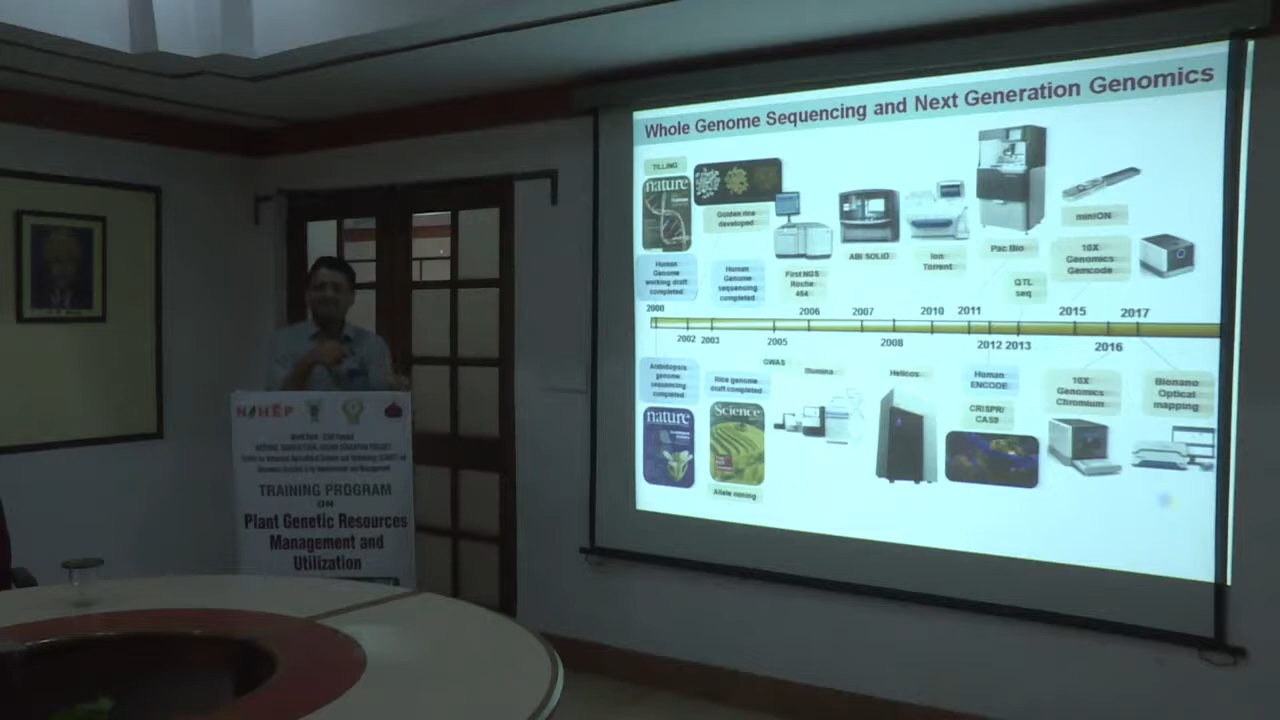 Whole Genome Sequencing and Next Generation Genomics
TILLING
nature
Golden rice
developed
Human
Genome
working draft
completed
Human
Genome
sequencing
completed
First NGS
Roche
454
ABI SOLiD
Ion
Torrent
Pac Bio
QTL
seq
minION
10X
Genomics
Gemcode
2000
2006
2007
2010
2011
2015
2017
2002
2003
2005
2008
2012
2013
2016
Arabidopsis
genome
sequencing
completed
nature
Rice genome
draft completed
Science
Allele mining
GWAS
Illumina
Helicos
Human
ENCODE
CRISPR/
CAS9
10X
Genomics
Chromium
Bionano
Optical
mapping
NAHEP
TRAINING PROGRAM
ON
Plant Genetic Resources
Management and
Utilization